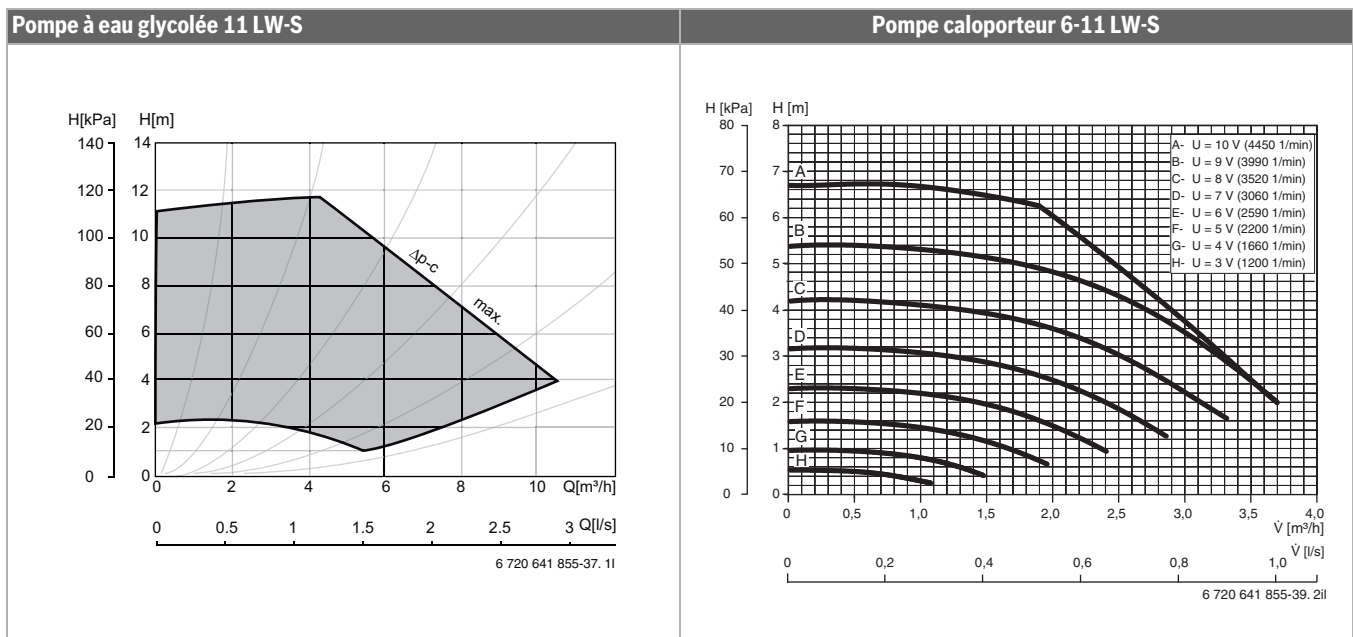 Pompe à eau glycolée 11 LW-S
H[kPa] H[m]
140 14
120 12
100 10
80 8
60 6
40 4
20 2
0 0
Δp-c
max.
0 2 4 6 8 10 Q[m³/h]
0 0.5 1 1.5 2 2.5 3 Q[l/s]
6 720 641 855-37. 1I
Pompe caloporteur 6-11 LW-S
H [kPa] H [m]
80 8
70 7
60 6
50 5
40 4
30 3
20 2
10 1
0 0
A
B
C
D
E
F
G
H
A- U = 10 V (4450 1/min)
B- U = 9 V (3990 1/min)
C- U = 8 V (3520 1/min)
D- U = 7 V (3060 1/min)
E- U = 6 V (2590 1/min)
F- U = 5 V (2200 1/min)
G- U = 4 V (1660 1/min)
H- U = 3 V (1200 1/min)
0 0,5 1,0 1,5 2,0 2,5 3,0 3,5 4,0
V̇ [m³/h]
V̇ [l/s]
0 0,2 0,4 0,6 0,8 1,0
6 720 641 855-39. 2il